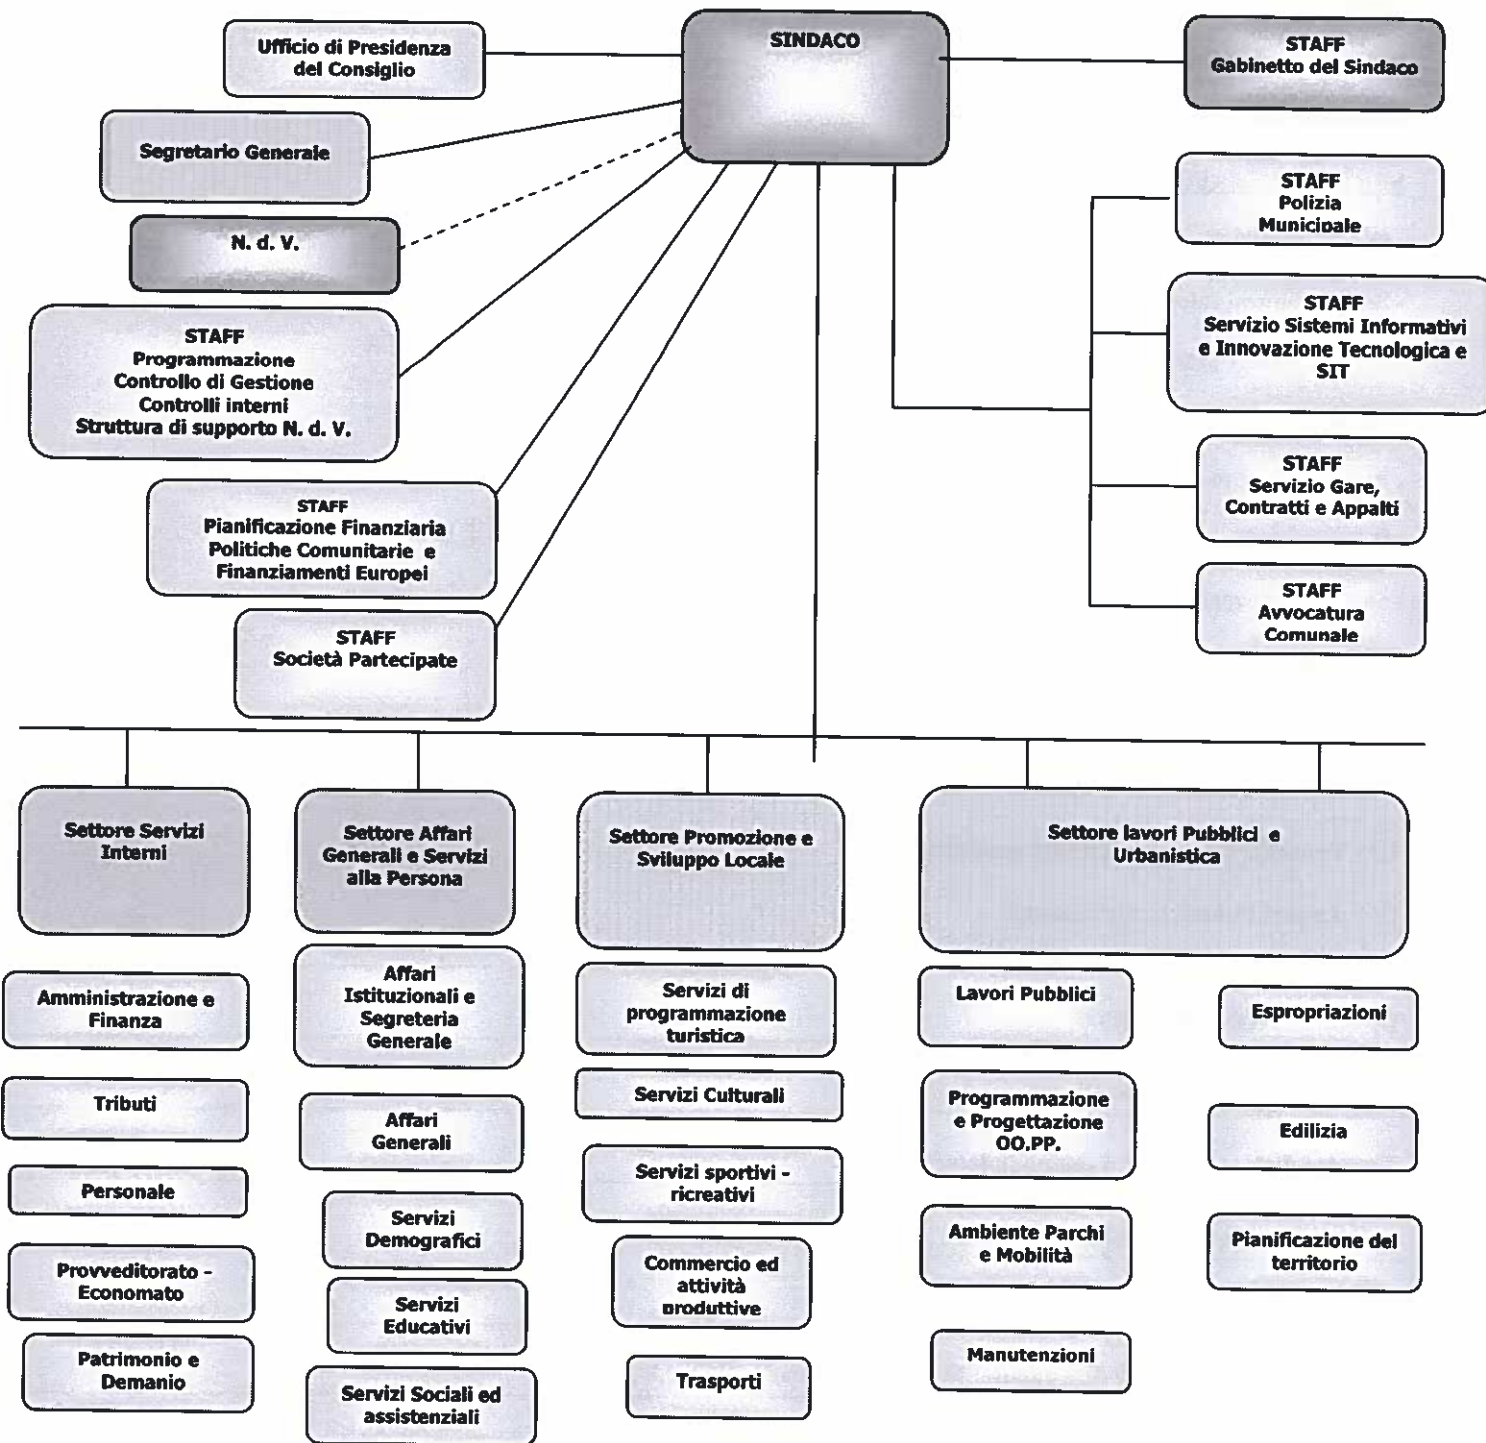 Ufficio di Presidenza
del Consiglio
SINDACO
STAFF
Gabinetto del Sindaco
Segretario Generale
N. d. V.
STAFF
Programmazione
Controllo di Gestione
Controlli interni
Struttura di supporto N. d. V.
STAFF
Pianificazione Finanziaria
Politiche Comunitarie e
Finanziamenti Europei
STAFF
Società Partecipate
STAFF
Polizia
Municipale
STAFF
Servizio Sistemi Informativi
e Innovazione Tecnologica e
SIT
STAFF
Servizio Gare,
Contratti e Appalti
STAFF
Avvocatura
Comunale
Settore Servizi
Interni
Amministrazione e
Finanza
Tributi
Personale
Provveditorato -
Economato
Patrimonio e
Demanio
Settore Affari
Generali e Servizi
alla Persona
Affari
Istituzionali e
Segreteria
Generale
Affari
Generali
Servizi
Demografici
Servizi
Educativi
Servizi Sociali ed
assistenziali
Settore Promozione e
Sviluppo Locale
Servizi di
programmazione
turistica
Servizi Culturali
Servizi sportivi -
ricreativi
Commercio ed
attività
produttive
Trasporti
Settore lavori Pubblici e
Urbanistica
Lavori Pubblici
Programmazione
e Progettazione
OO.PP.
Ambiente Parchi
e Mobilità
Manutenzioni
Espropriazioni
Edilizia
Pianificazione del
territorio